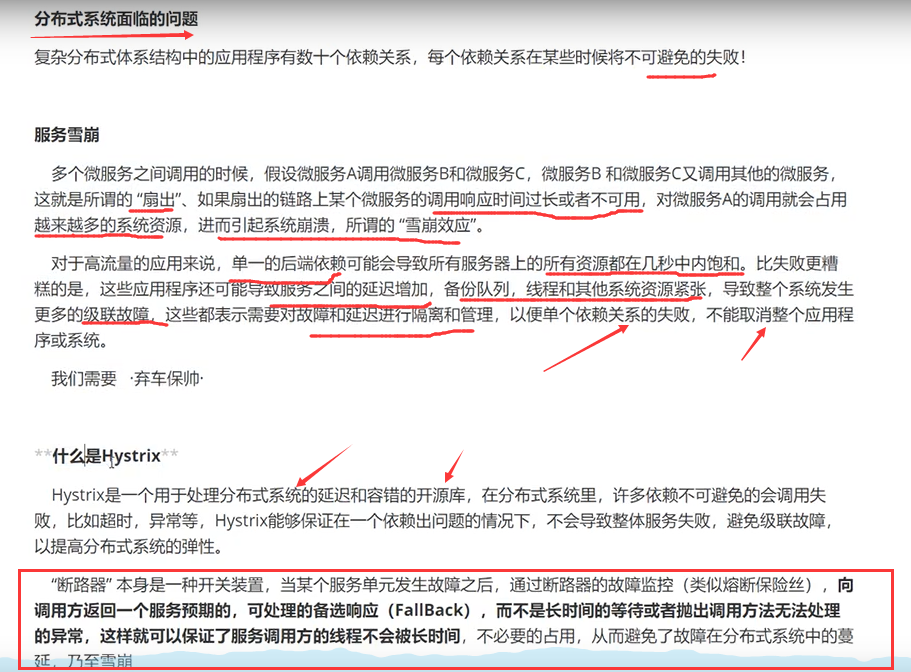 分布式系统面临的问题
复杂分布式体系结构中的应用程序有数十个依赖关系，每个依赖关系在某些时候将不可避免的失败！
服务雪崩
多个微服务之间调用的时候，假设微服务A调用微服务B和微服务C，微服务B 和微服务C又调用其他的微服务，
这就是所谓的 “扇出”、如果扇出的链路上某个微服务的调用响应时间过长或者不可用，对微服务A的调用就会占用
越来越多的系统资源，进而引起系统崩溃，所谓的 “雪崩效应”。
对于高流量的应用来说，单一的后端依赖可能会导致所有服务器上的所有资源都在几秒中内饱和。比失败更糟
糕的是，这些应用程序还可能导致服务之间的延迟增加，备份队列，线程和其他系统资源紧张，导致整个系统发生
更多的级联故障，这些都表示需要对故障和延迟进行隔离和管理，以便单个依赖关系的失败，不能取消整个应用程
序或系统。
我们需要 ·弃车保帅·
**什么是Hystrix**
Hystrix是一个用于处理分布式系统的延迟和容错的开源库，在分布式系统里，许多依赖不可避免的会调用失
败，比如超时，异常等，Hystrix能够保证在一个依赖出问题的情况下，不会导致整体服务失败，避免级联故障，
以提高分布式系统的弹性。
“断路器” 本身是一种开关装置，当某个服务单元发生故障之后，通过断路器的故障监控（类似熔断保险丝），向
调用方返回一个服务预期的，可处理的备选响应（FallBack），而不是长时间的等待或者抛出调用方法无法处理
的异常，这样就可以保证了服务调用方的线程不会被长时间，不必要的占用，从而避免了故障在分布式系统中的蔓
延，乃至雪崩